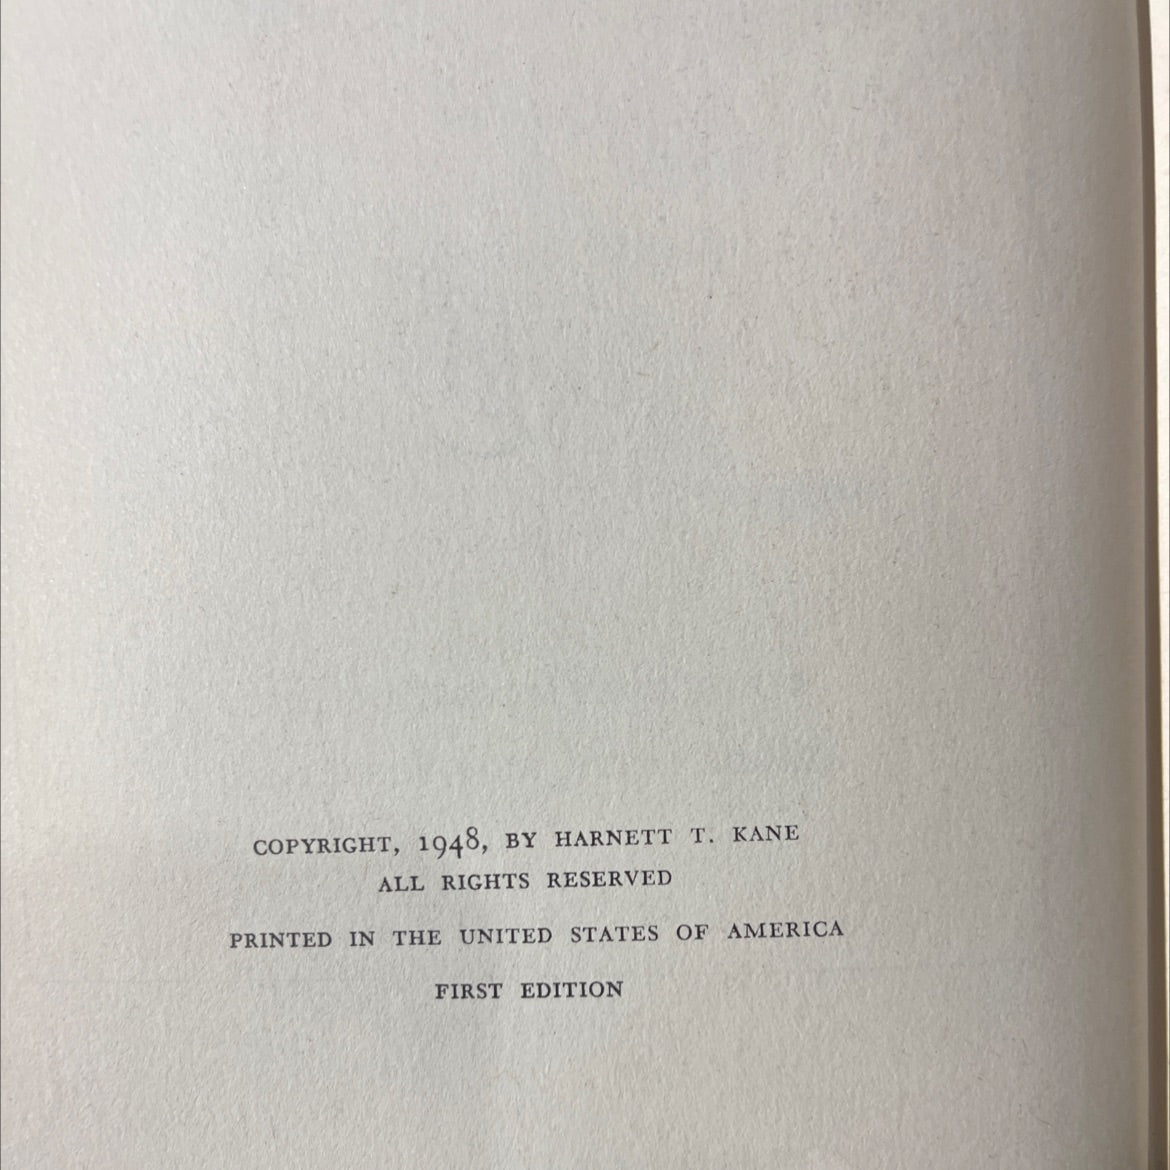 COPYRIGHT, 1948, BY HARNETT T. KANE
ALL RIGHTS RESERVED
PRINTED IN THE UNITED STATES OF AMERICA
FIRST EDITION